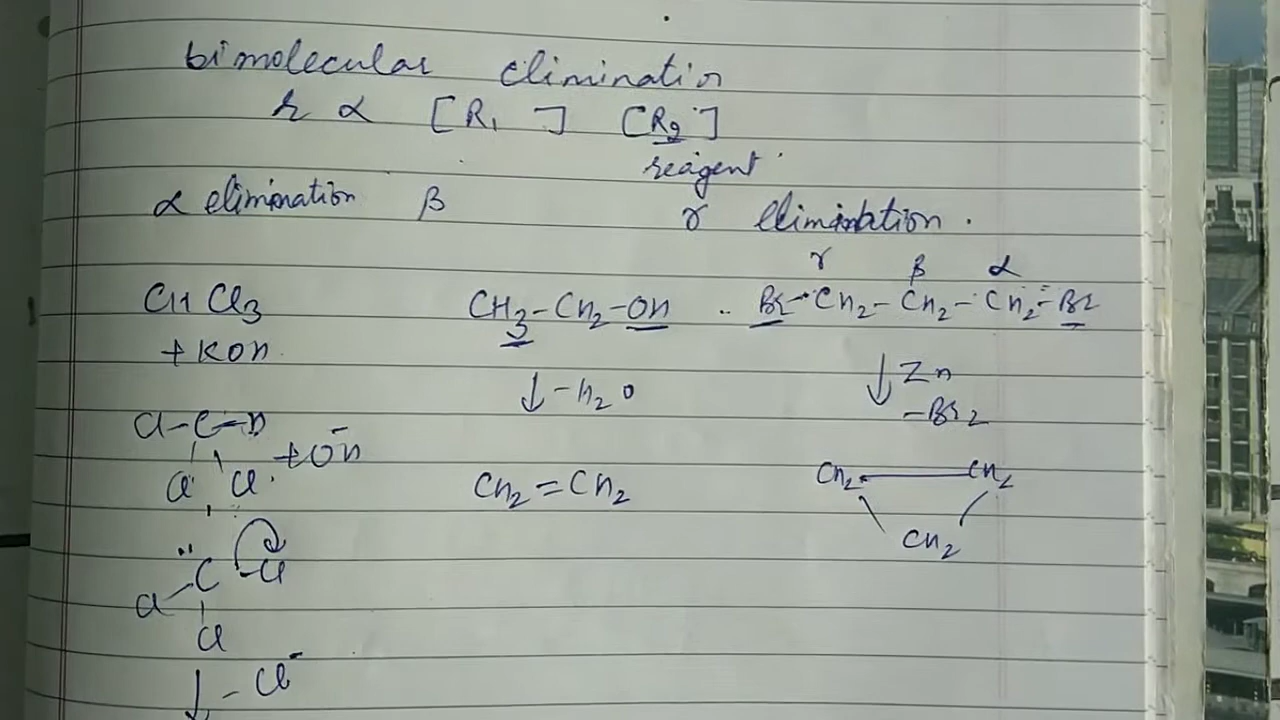 bimolecular elimination
r α [R₁ ] [R₂]
reagent
α elimination β γ elimination .
γ β α
CHCl₃ CH₃-CH₂-OH Br-CH₂-CH₂-CH₂-Br
+KOH ↓-H₂O ↓Zn
-Br₂
Cl-C-H
Cl Cl +OH⁻
CH₂=CH₂ CH₂—CH₂
CH₂
Cl-C-Cl
Cl
↓-Cl⁻